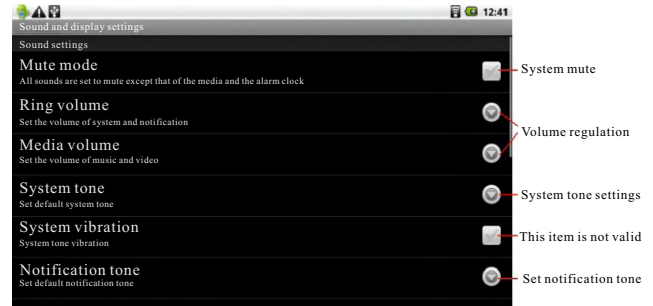 12:41
Sound and display settings
Sound settings
Mute mode
All sounds are set to mute except that of the media and the alarm clock
System mute
Ring volume
Set the volume of system and notification
Volume regulation
Media volume
Set the volume of music and video
System tone
Set default system tone
System tone settings
System vibration
System tone vibration
This item is not valid
Notification tone
Set default notification tone
Set notification tone